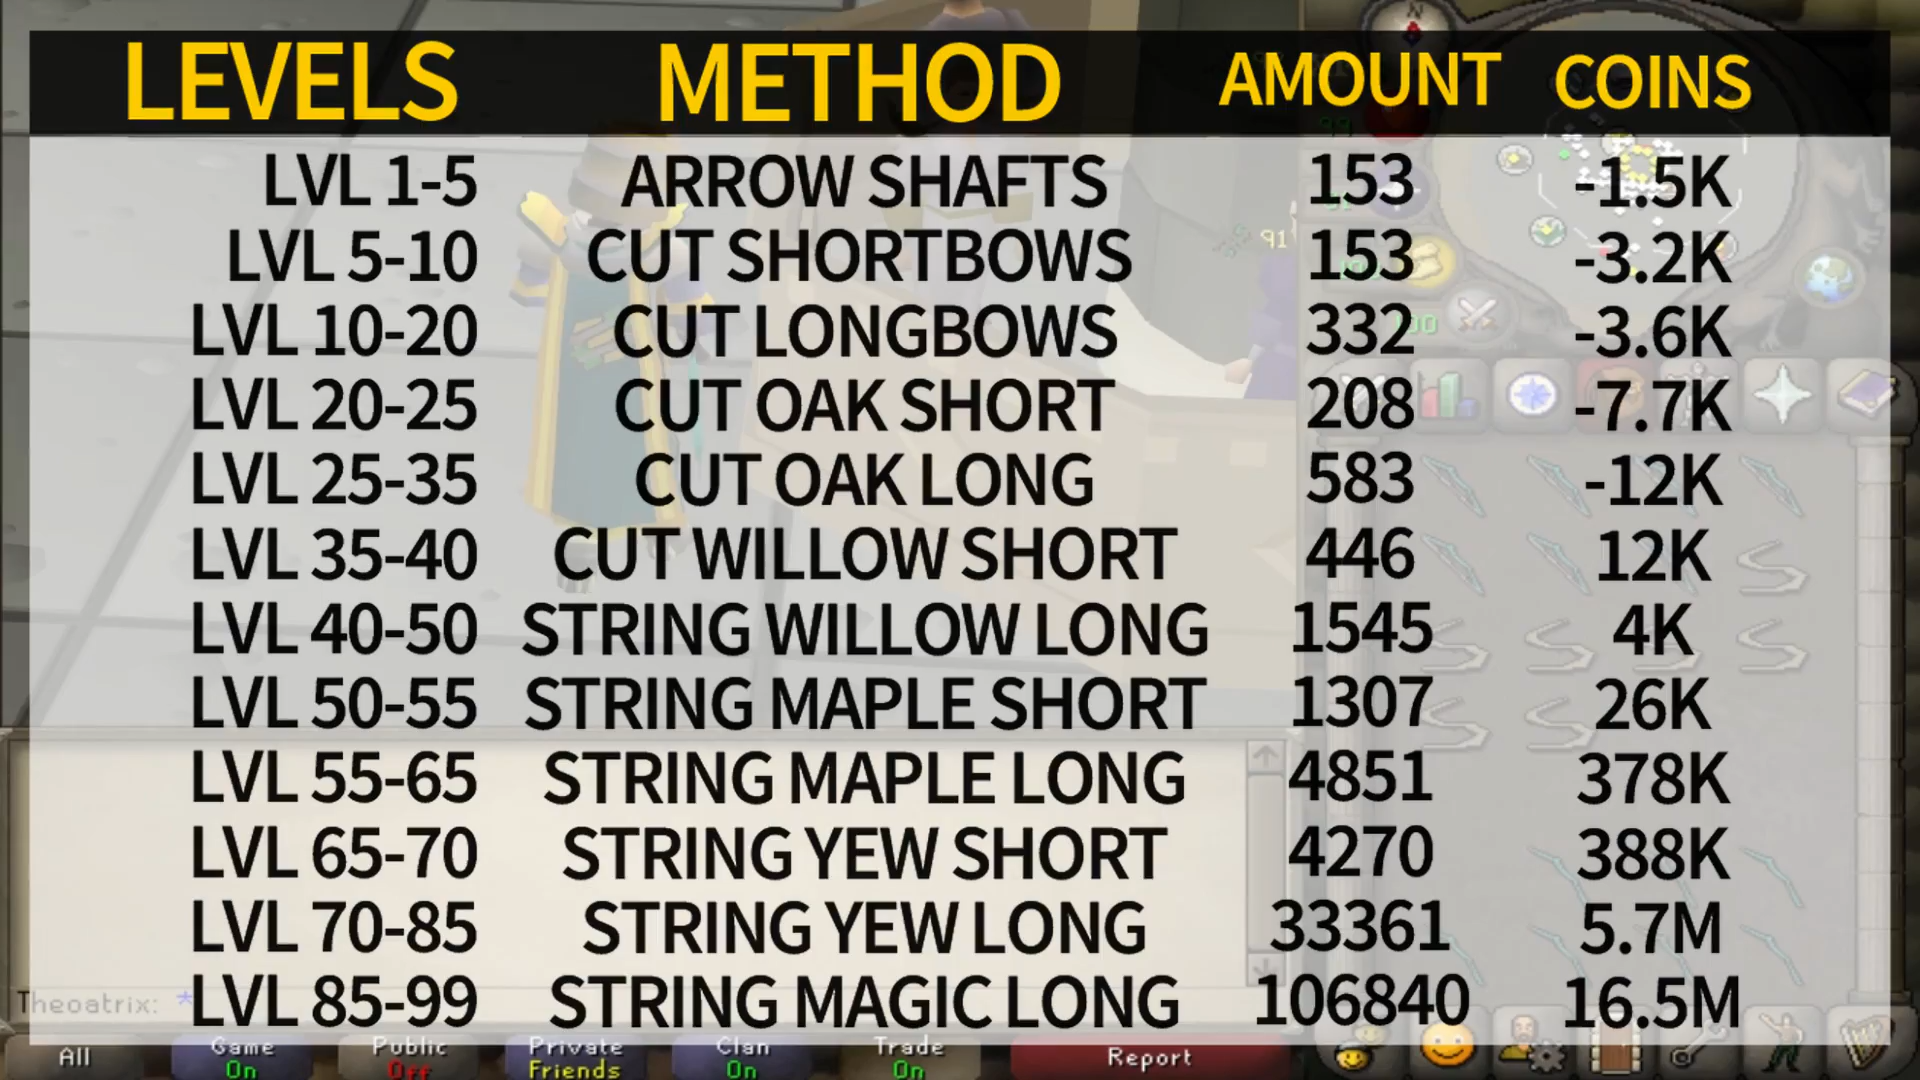 LEVELS METHOD AMOUNT COINS
LVL 1-5 ARROW SHAFTS 153 -1.5K
LVL 5-10 CUT SHORTBOWS 153 -3.2K
LVL 10-20 CUT LONGBOWS 332 -3.6K
LVL 20-25 CUT OAK SHORT 208 -7.7K
LVL 25-35 CUT OAK LONG 583 -12K
LVL 35-40 CUT WILLOW SHORT 446 12K
LVL 40-50 STRING WILLOW LONG 1545 4K
LVL 50-55 STRING MAPLE SHORT 1307 26K
LVL 55-65 STRING MAPLE LONG 4851 378K
LVL 65-70 STRING YEW SHORT 4270 388K
LVL 70-85 STRING YEW LONG 33361 5.7M
LVL 85-99 STRING MAGIC LONG 106840 16.5M
Theoatrix: *
All Game Public Private Clan Trade Report
On Off Friends On On
N
91